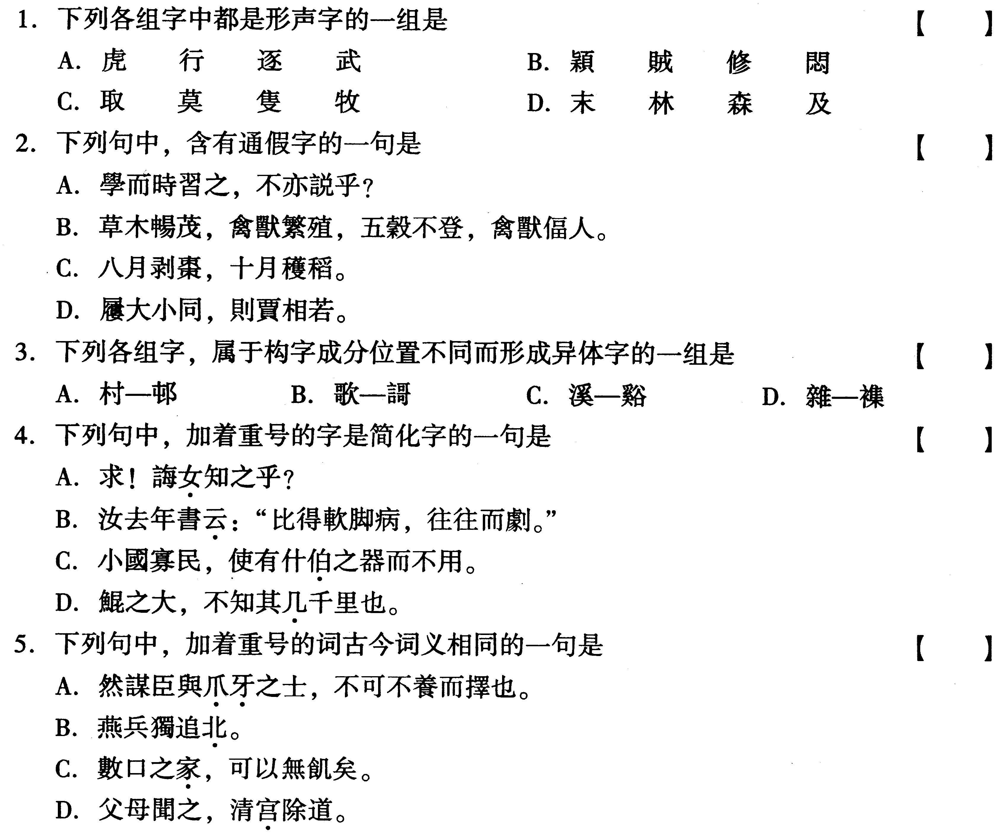 1. 下列各组字中都是形声字的一组是 【 】
A. 虎 行 逐 武 B. 穎 賊 修 悶
C. 取 莫 隻 牧 D. 末 林 森 及
2. 下列句中，含有通假字的一句是 【 】
A. 學而時習之，不亦説乎？
B. 草木暢茂，禽獸繁殖，五穀不登，禽獸偪人。
C. 八月剥棗，十月穫稻。
D. 屨大小同，則賈相若。
3. 下列各组字，属于构字成分位置不同而形成异体字的一组是 【 】
A. 村—邨 B. 歌—謌 C. 溪—谿 D. 雜—襍
4. 下列句中，加着重号的字是简化字的一句是 【 】
A. 求！誨女知之乎？
B. 汝去年書云：“比得軟脚病，往往而劇。”
C. 小國寡民，使有什伯之器而不用。
D. 鯤之大，不知其几千里也。
5. 下列句中，加着重号的词古今词义相同的一句是 【 】
A. 然謀臣與爪牙之士，不可不養而擇也。
B. 燕兵獨追北。
C. 數口之家，可以無飢矣。
D. 父母聞之，清宫除道。